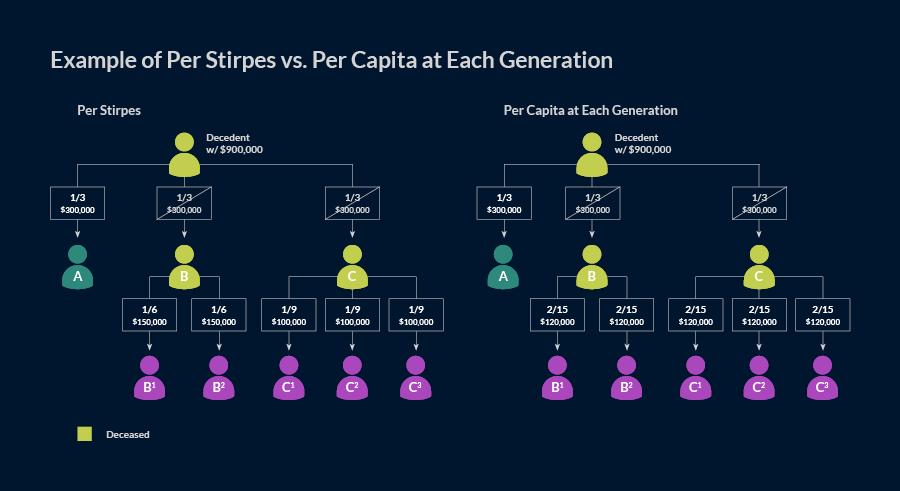 Example of Per Stirpes vs. Per Capita at Each Generation
Per Stirpes
Decedent
w/ $900,000
1/3
$300,000
1/3
$300,000
1/3
$300,000
A
B
C
1/6
$150,000
1/6
$150,000
1/9
$100,000
1/9
$100,000
1/9
$100,000
B¹
B²
C¹
C²
C³
Per Capita at Each Generation
Decedent
w/ $900,000
1/3
$300,000
1/3
$300,000
1/3
$300,000
A
B
C
2/15
$120,000
2/15
$120,000
2/15
$120,000
2/15
$120,000
2/15
$120,000
B¹
B²
C¹
C²
C³
Deceased